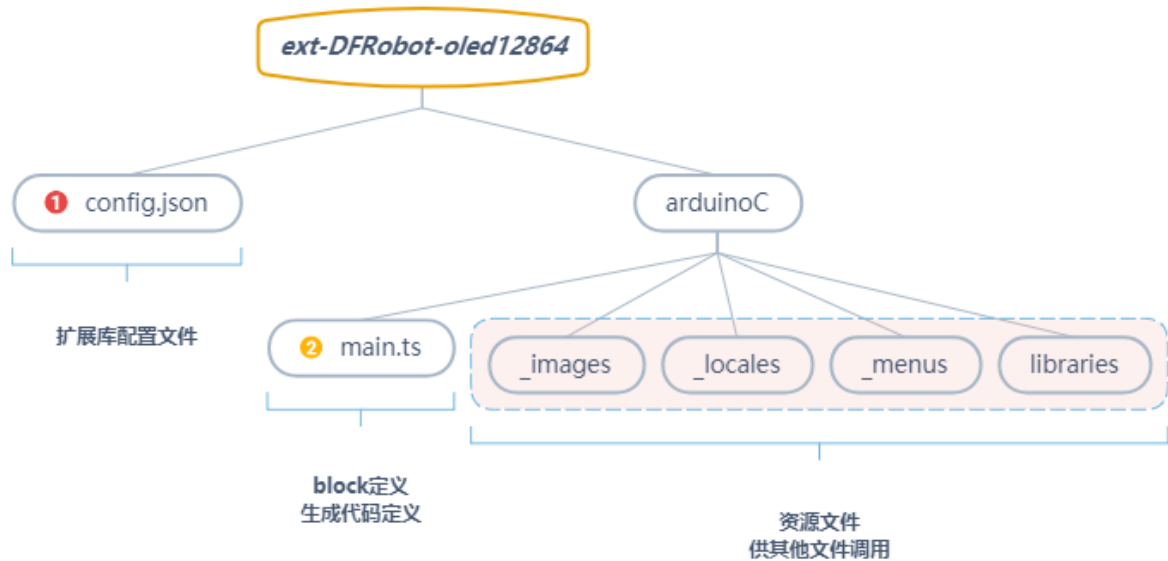 ext-DFRobot-oled12864
1 config.json
arduinoC
扩展库配置文件
2 main.ts
_images
_locales
_menus
libraries
block定义
生成代码定义
资源文件
供其他文件调用